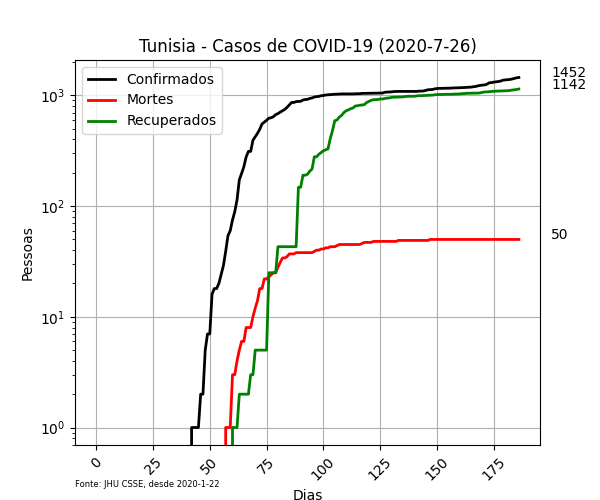 Tunisia - Casos de COVID-19 (2020-7-26)
Confirmados
Mortes
Recuperados
1452
1142
50
Pessoas
10³
10²
10¹
10⁰
0 25 50 75 100 125 150 175
Fonte: JHU CSSE, desde 2020-1-22
Dias